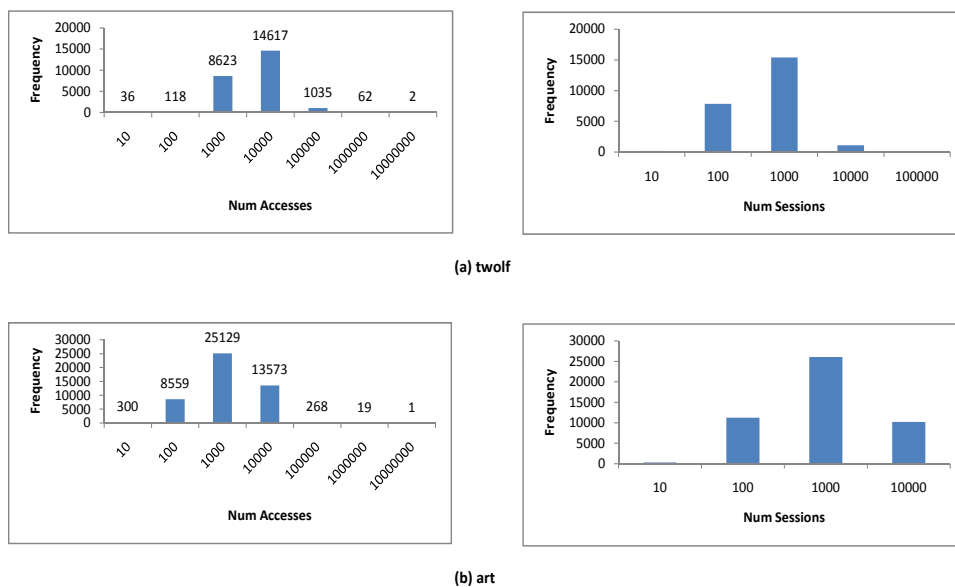 20000
15000
10000
5000
0
Frequency
36 118 8623 14617 1035 62 2
10 100 1000 10000 100000 1000000 10000000
Num Accesses
20000
15000
10000
5000
0
Frequency
10 100 1000 10000 100000
Num Sessions
(a) twolf
30000
25000
20000
15000
10000
5000
0
Frequency
300 8559 25129 13573 268 19 1
10 100 1000 10000 100000 1000000 10000000
Num Accesses
30000
25000
20000
15000
10000
5000
0
Frequency
10 100 1000 10000
Num Sessions
(b) art